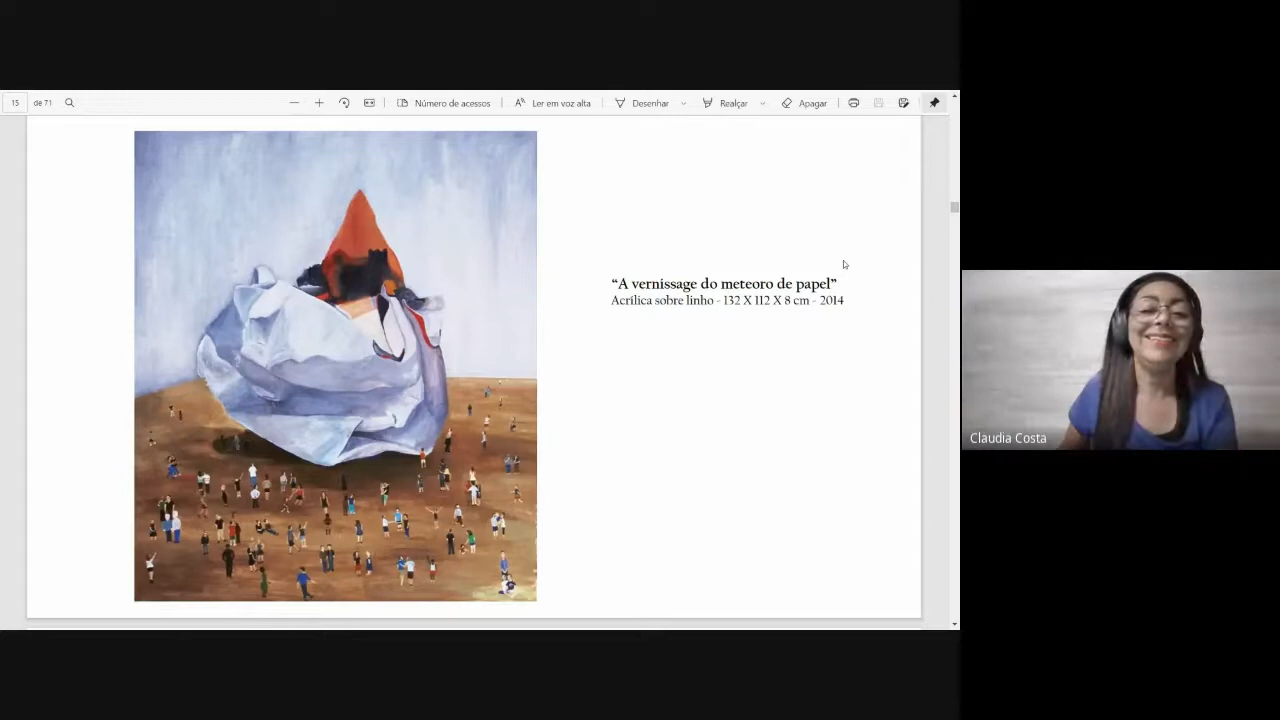 15 de 71 Número de acessos Ler em voz alta Desenhar Realçar Apagar
“A vernissage do meteoro de papel”
Acrílica sobre linho - 132 X 112 X 8 cm - 2014
Claudia Costa